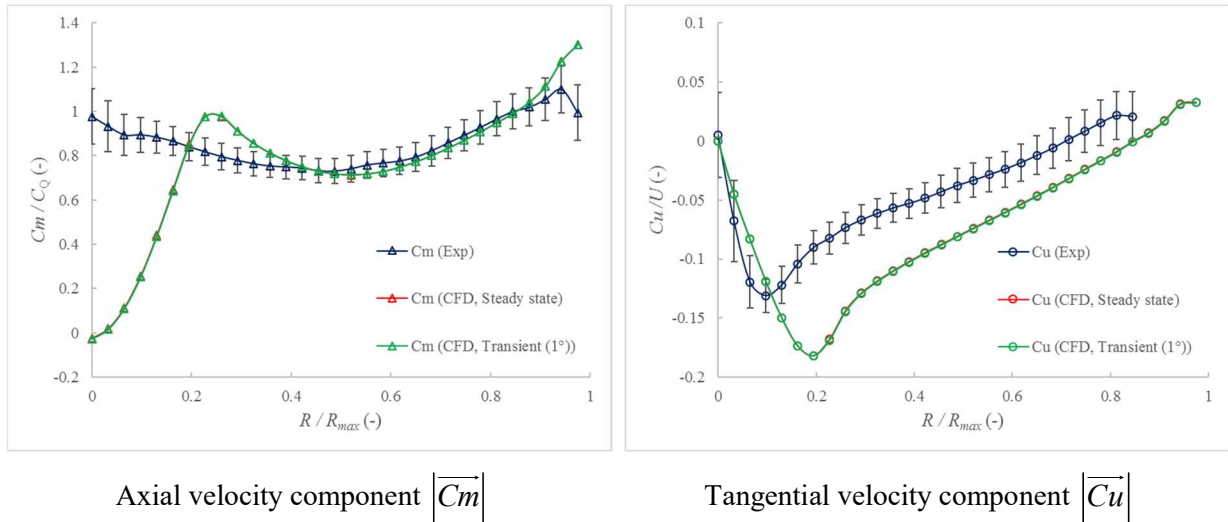 1.4
1.2
1
0.8
0.6
0.4
0.2
0
-0.2
Cm / C_Q (-)
Cm (Exp)
Cm (CFD, Steady state)
Cm (CFD, Transient (1°))
0 0.2 0.4 0.6 0.8 1
R / R_max (-)
0.1
0.05
0
-0.05
-0.1
-0.15
-0.2
Cu/U (-)
Cu (Exp)
Cu (CFD, Steady state)
Cu (CFD, Transient (1°))
0 0.2 0.4 0.6 0.8 1
R / R_max (-)
Axial velocity component |Cm|
Tangential velocity component |Cu|